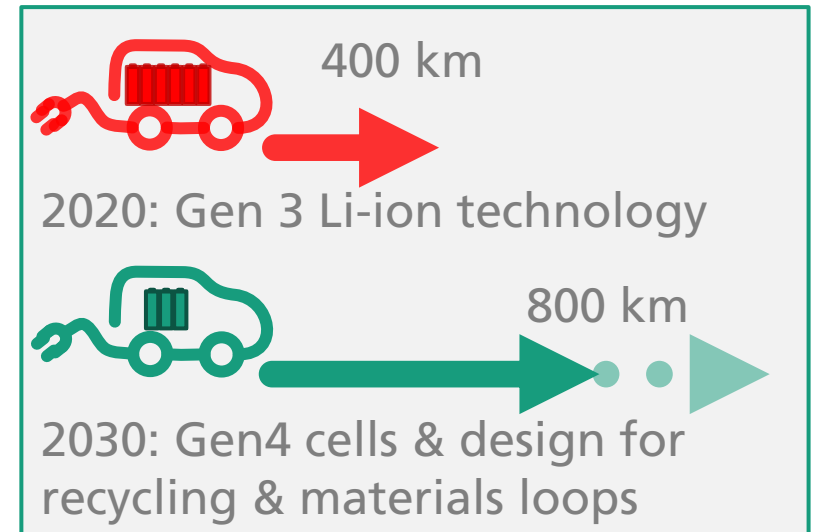 400 km
2020: Gen 3 Li-ion technology
800 km
2030: Gen4 cells & design for
recycling & materials loops